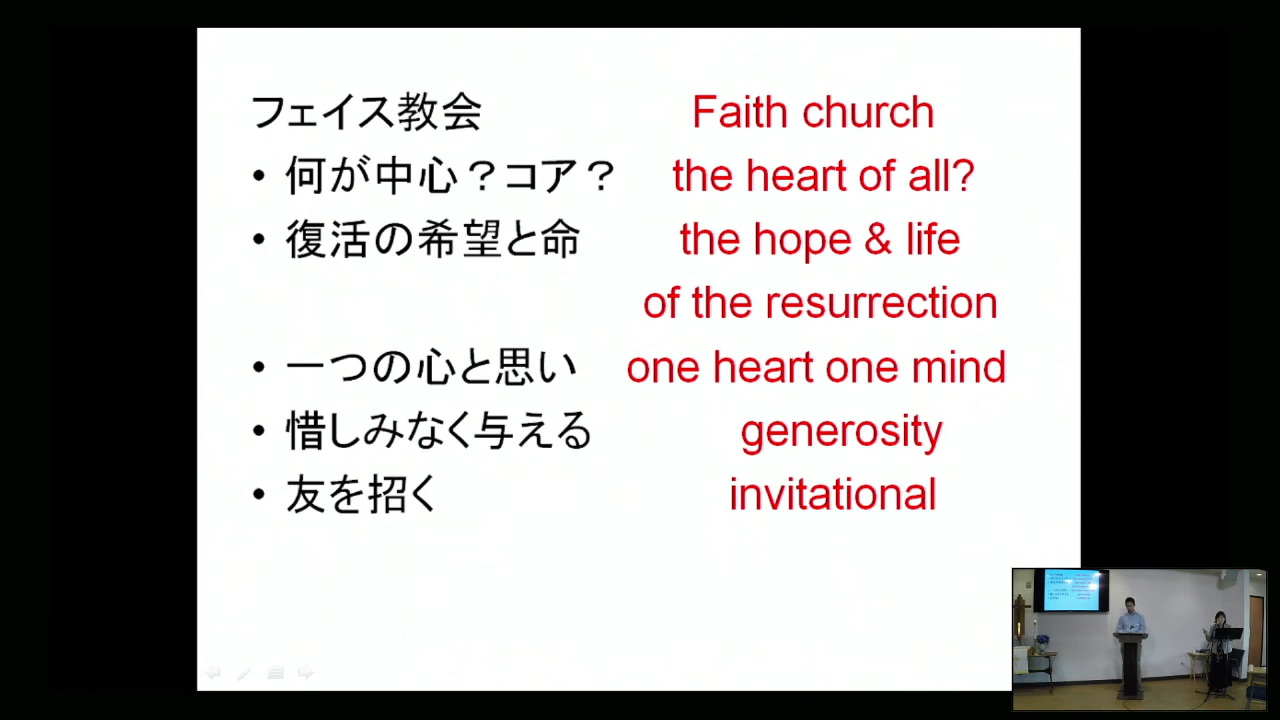 フェイス教会 Faith church
• 何が中心？コア？ the heart of all?
• 復活の希望と命 the hope & life
of the resurrection
• 一つの心と思い one heart one mind
• 惜しみなく与える generosity
• 友を招く invitational